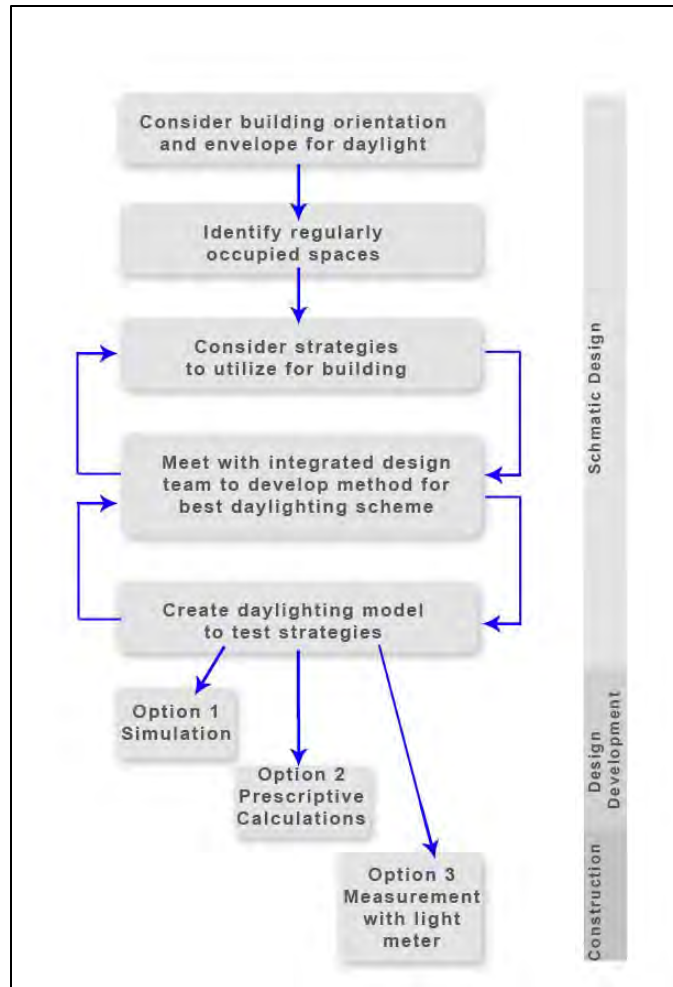 Consider building orientation
and envelope for daylight
Identify regularly
occupied spaces
Consider strategies
to utilize for building
Meet with integrated design
team to develop method for
best daylighting scheme
Create daylighting model
to test strategies
Option 1
Simulation
Option 2
Prescriptive
Calculations
Option 3
Measurement
with light
meter
Schmatic Design
Design
Development
Construction